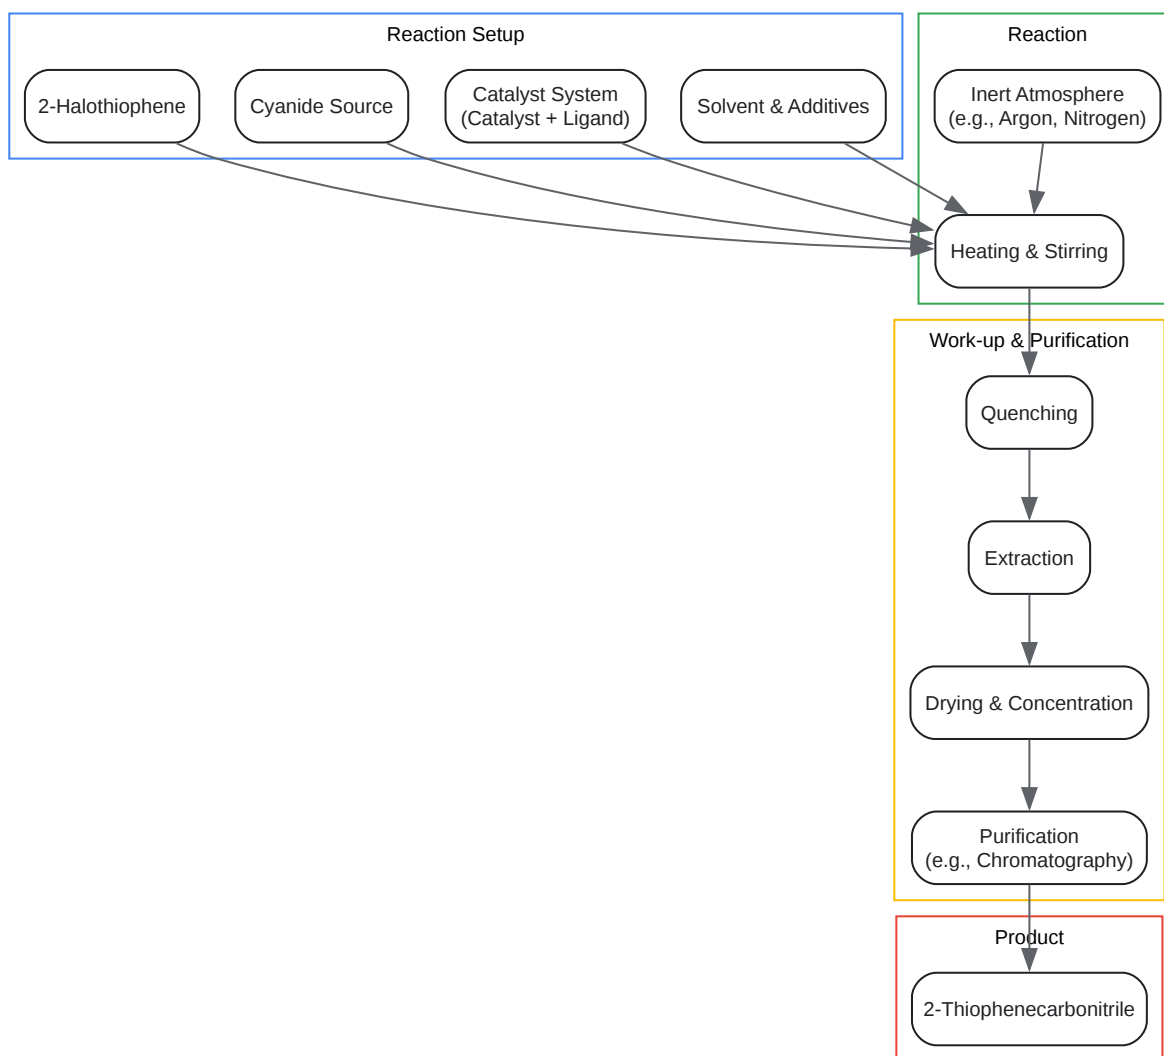 Reaction Setup
Reaction
2-Halothiophene
Cyanide Source
Catalyst System
(Catalyst + Ligand)
Solvent & Additives
Inert Atmosphere
(e.g., Argon, Nitrogen)
Heating & Stirring
Work-up & Purification
Quenching
Extraction
Drying & Concentration
Purification
(e.g., Chromatography)
Product
2-Thiophenecarbonitrile